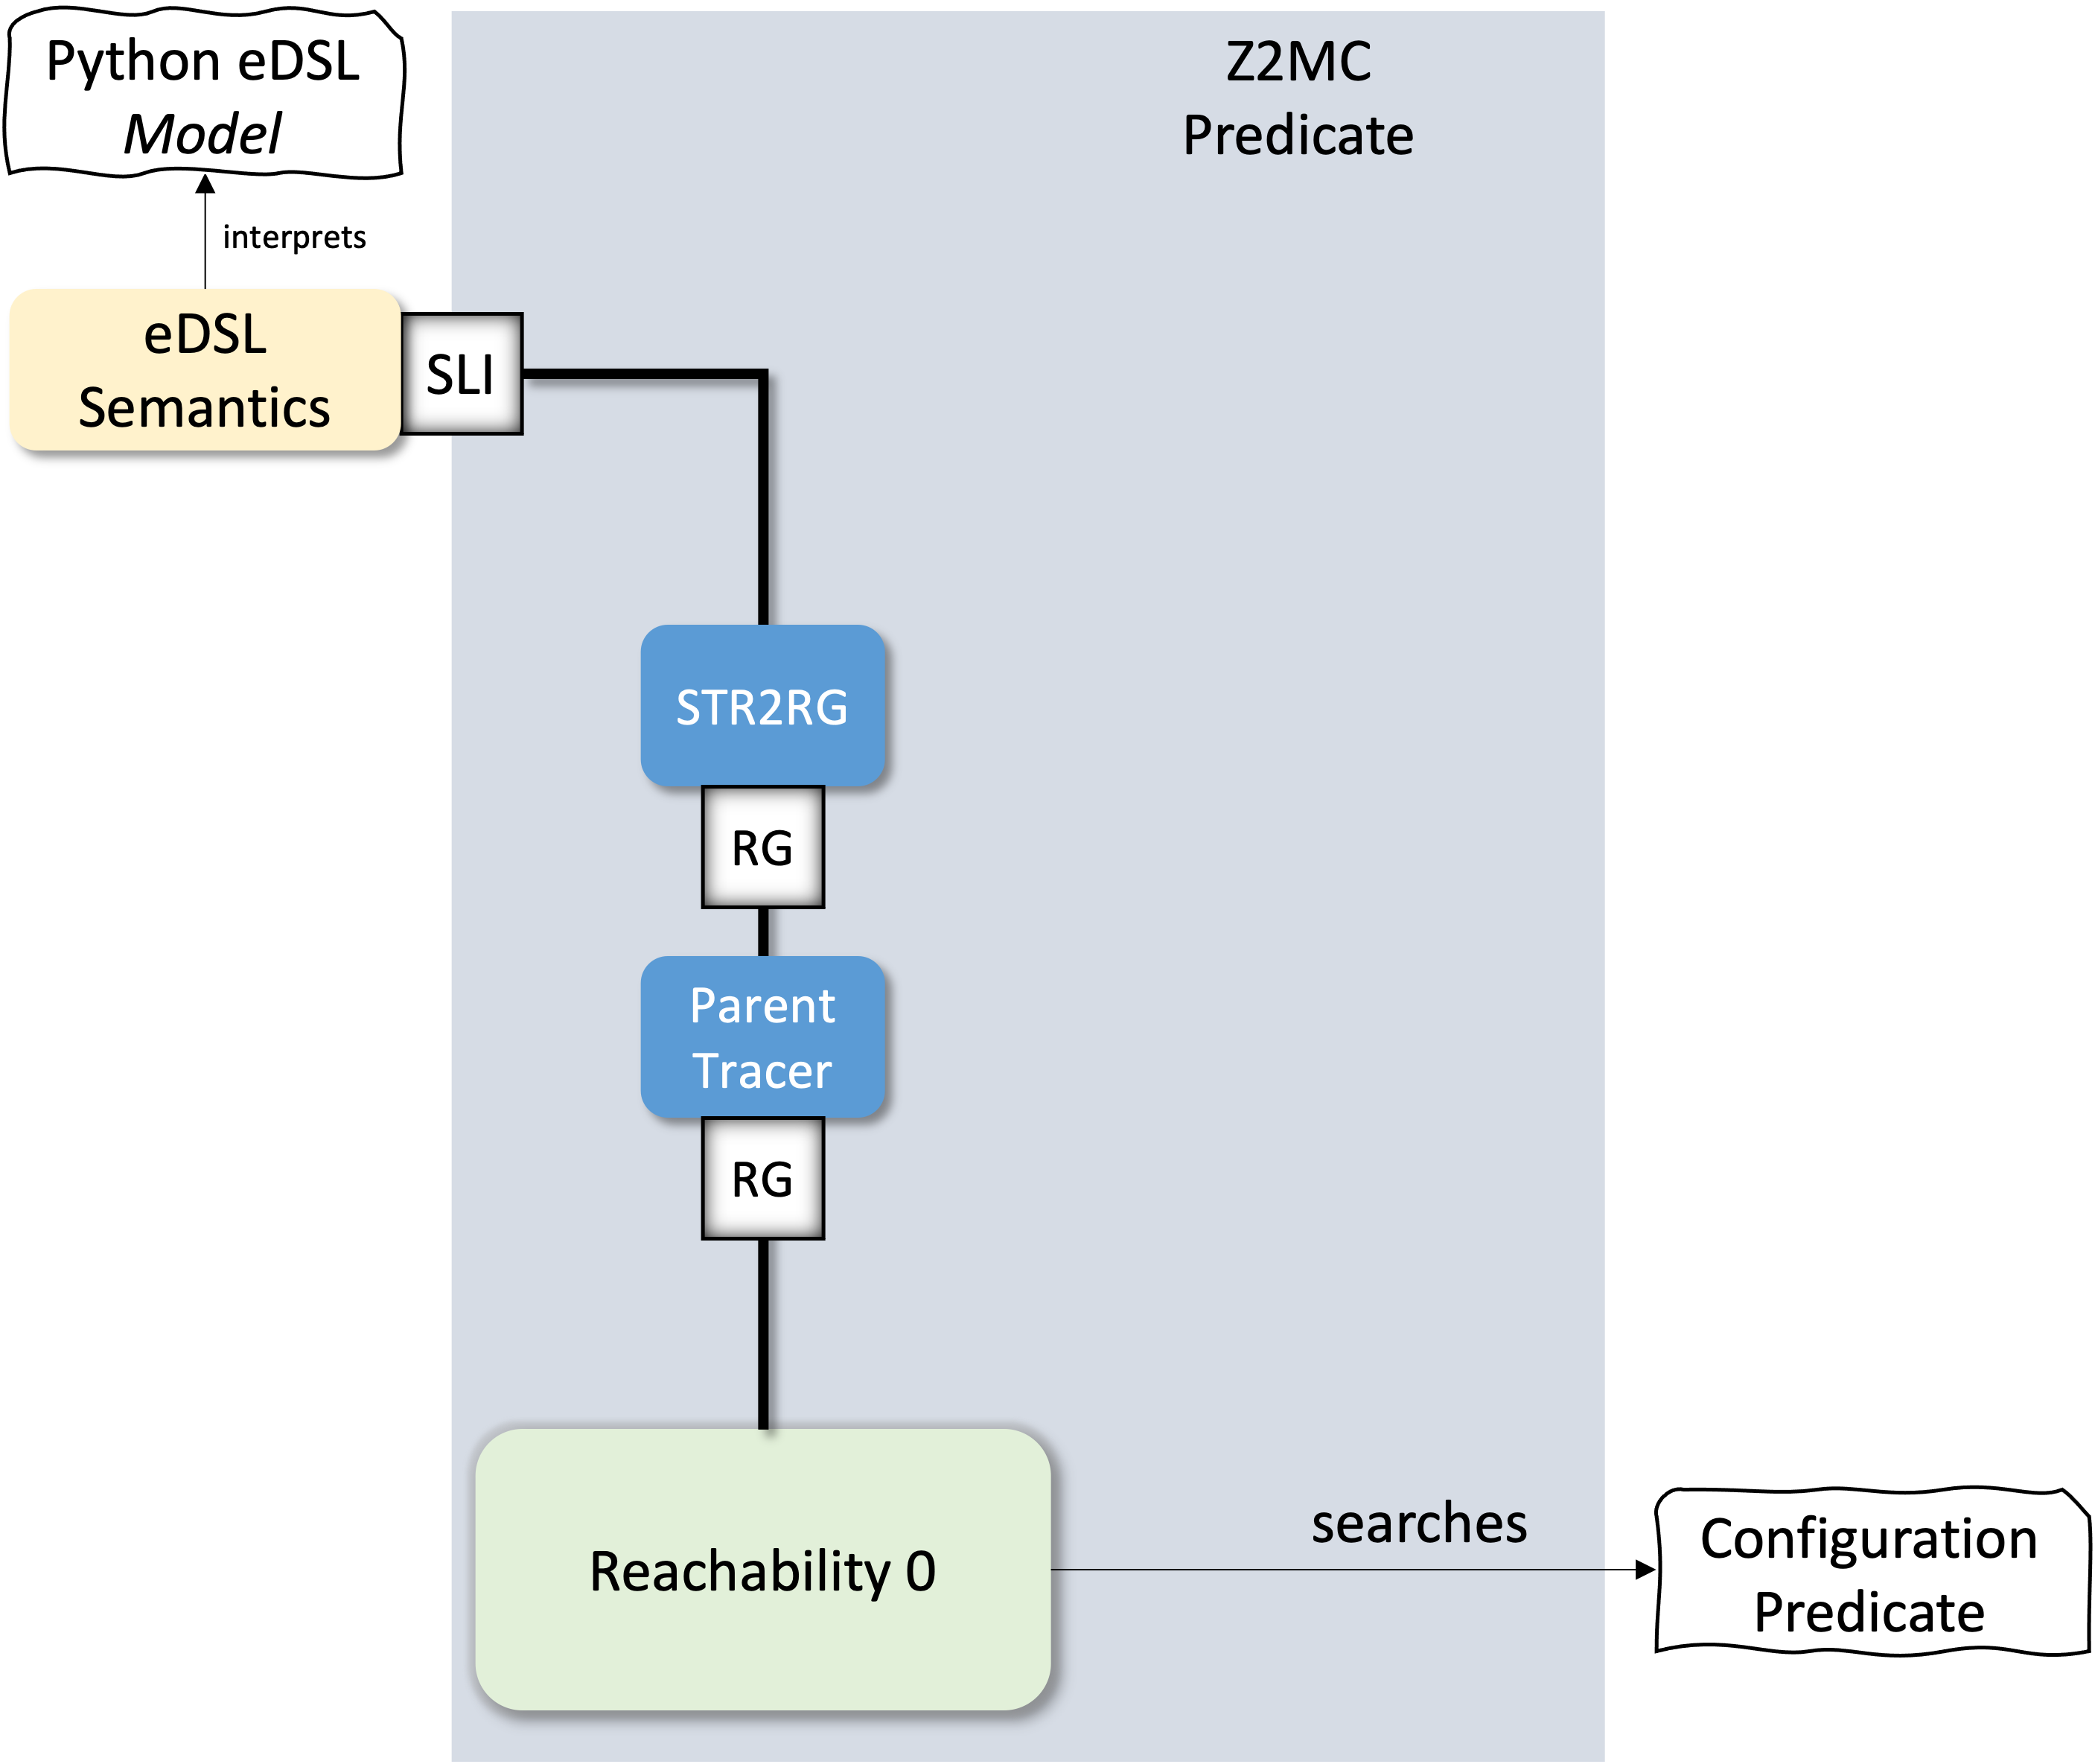 Python eDSL
Model
Z2MC
Predicate
interprets
eDSL
Semantics
SLI
STR2RG
RG
Parent
Tracer
RG
Reachability 0
searches
Configuration
Predicate